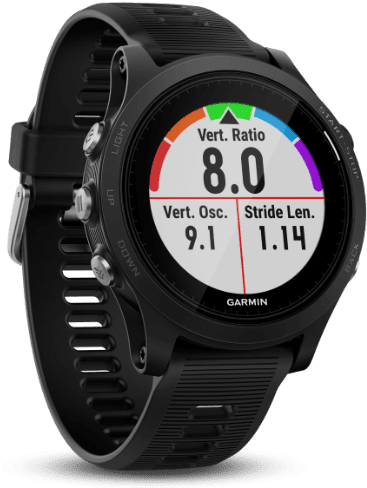 LIGHT
START·STOP
Vert. Ratio
8.0
UP
Vert. Osc. Stride Len.
9.1 1.14
DOWN
BACK
GARMIN